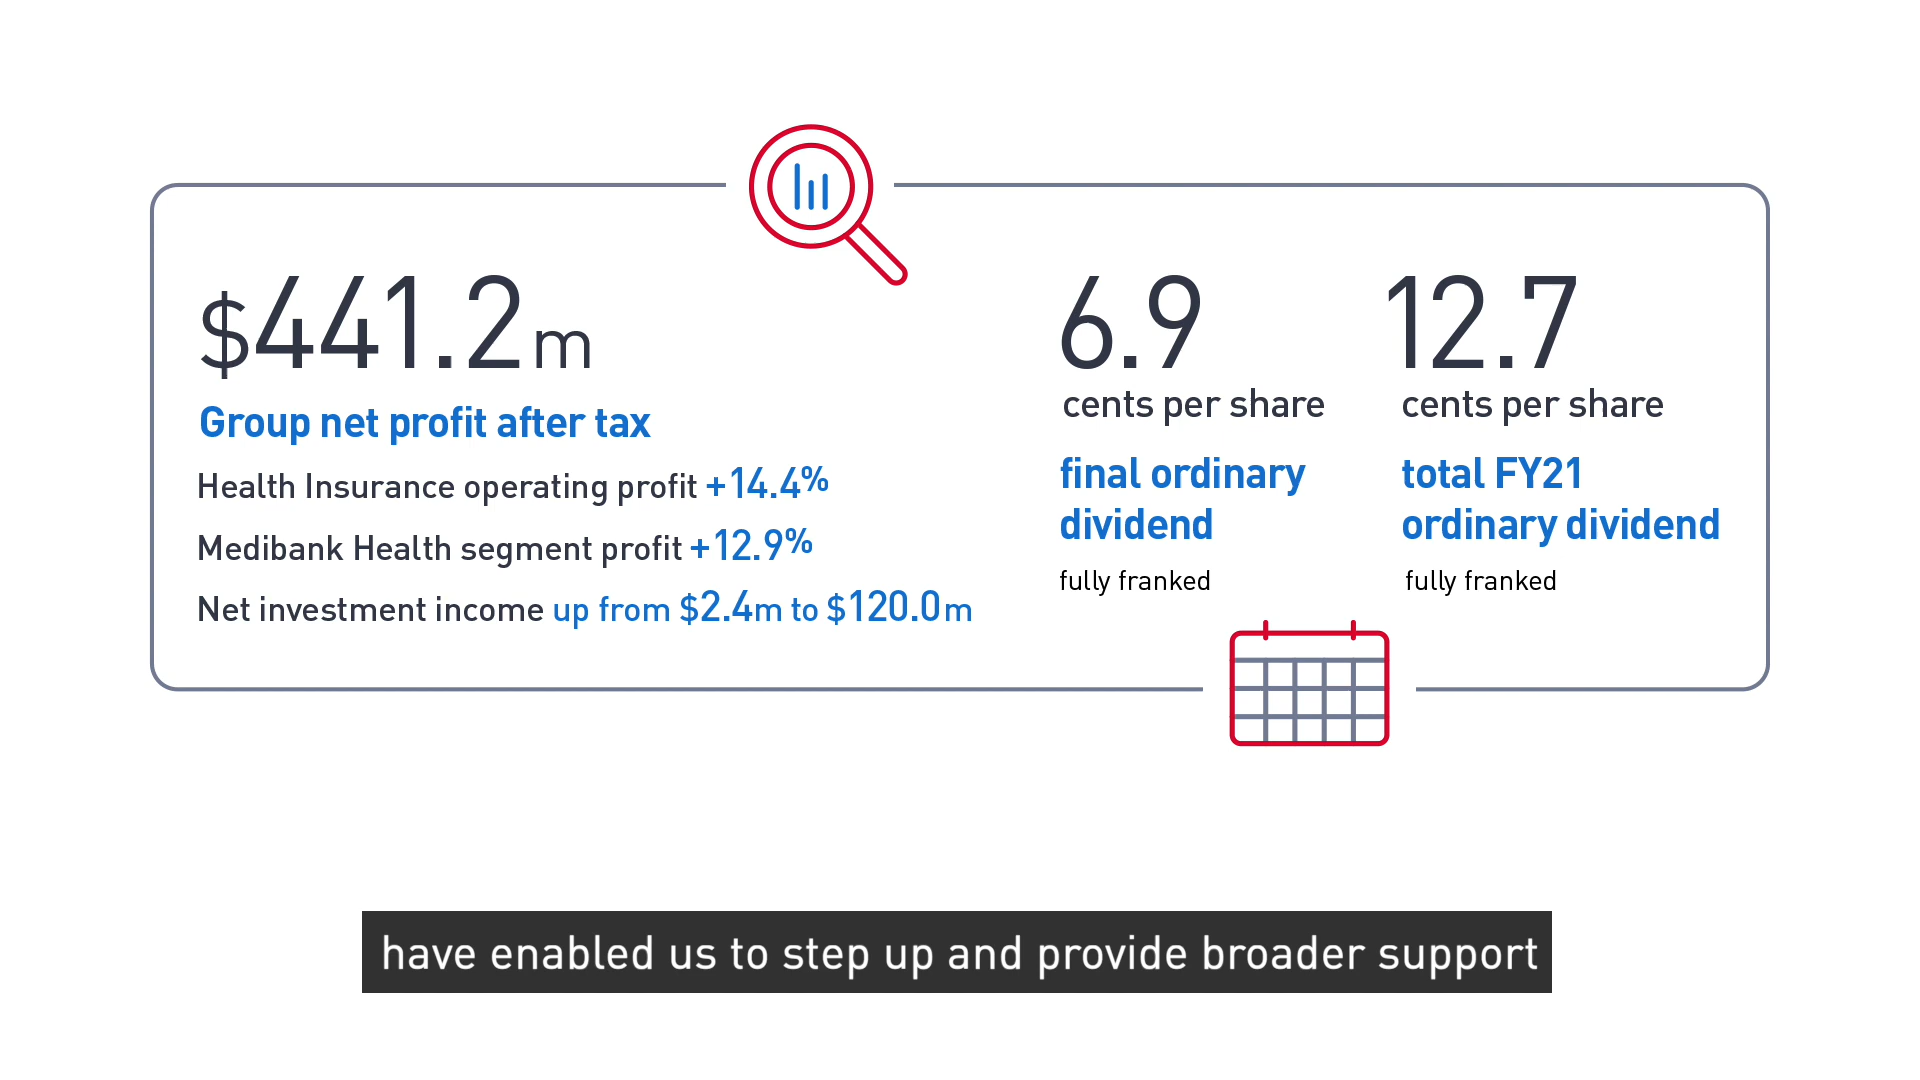 $441.2m
Group net profit after tax
Health Insurance operating profit +14.4%
Medibank Health segment profit +12.9%
Net investment income up from $2.4m to $120.0m
6.9
cents per share
final ordinary
dividend
fully franked
12.7
cents per share
total FY21
ordinary dividend
fully franked
have enabled us to step up and provide broader support